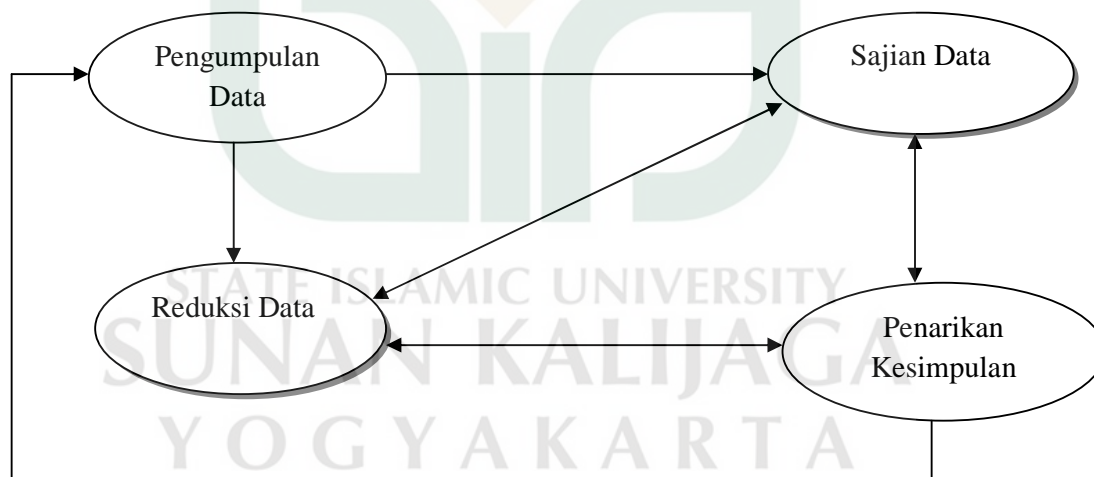 Pengumpulan
Data
Sajian Data
Reduksi Data
Penarikan
Kesimpulan
STATE ISLAMIC UNIVERSITY
SUNAN KALIJAGA
YOGYAKARTA